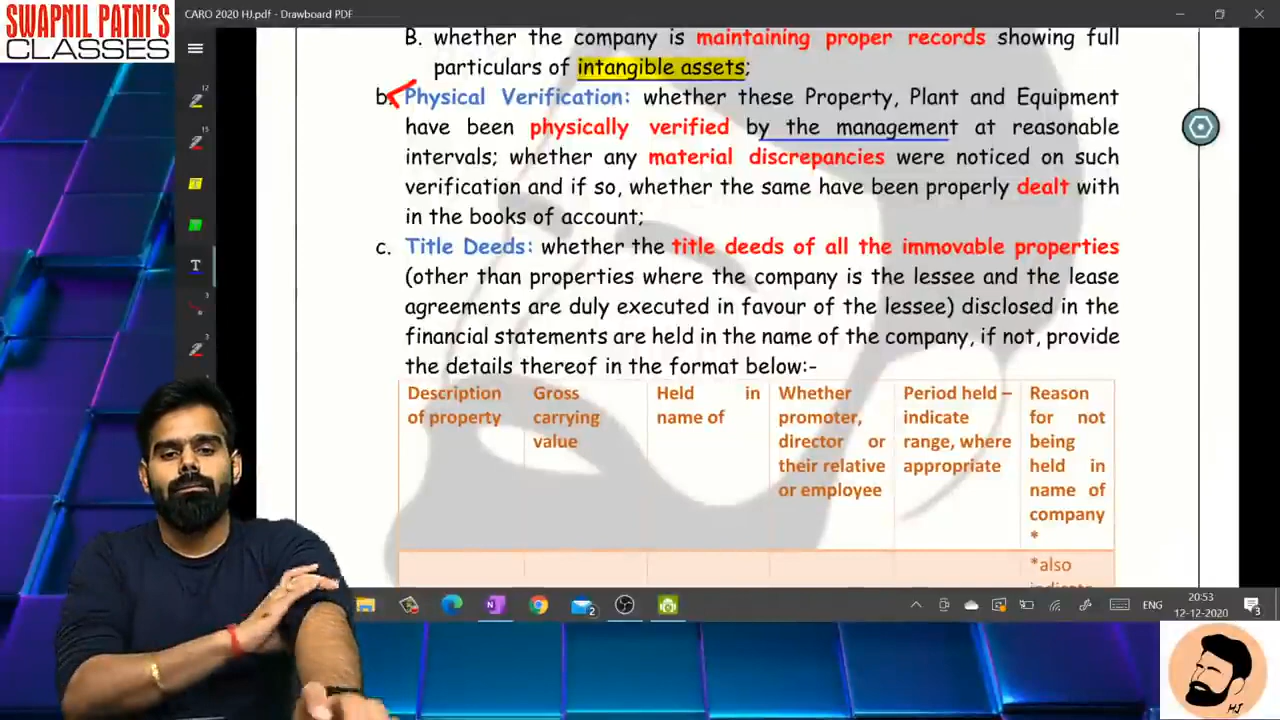 SWAPNIL PATNI'S
CLASSES
CARO 2020 HJ.pdf - Drawboard PDF
B. whether the company is maintaining proper records showing full
particulars of intangible assets;
b. Physical Verification: whether these Property, Plant and Equipment
have been physically verified by the management at reasonable
intervals; whether any material discrepancies were noticed on such
verification and if so, whether the same have been properly dealt with
in the books of account;
c. Title Deeds: whether the title deeds of all the immovable properties
(other than properties where the company is the lessee and the lease
agreements are duly executed in favour of the lessee) disclosed in the
financial statements are held in the name of the company, if not, provide
the details thereof in the format below:-
Description of property
Gross carrying value
Held in name of
Whether promoter, director or their relative or employee
Period held – indicate range, where appropriate
Reason for not being held in name of company *
*also
indicate
12
15
T
3
3
2
ENG
20:53
12-12-2020
3
HJ